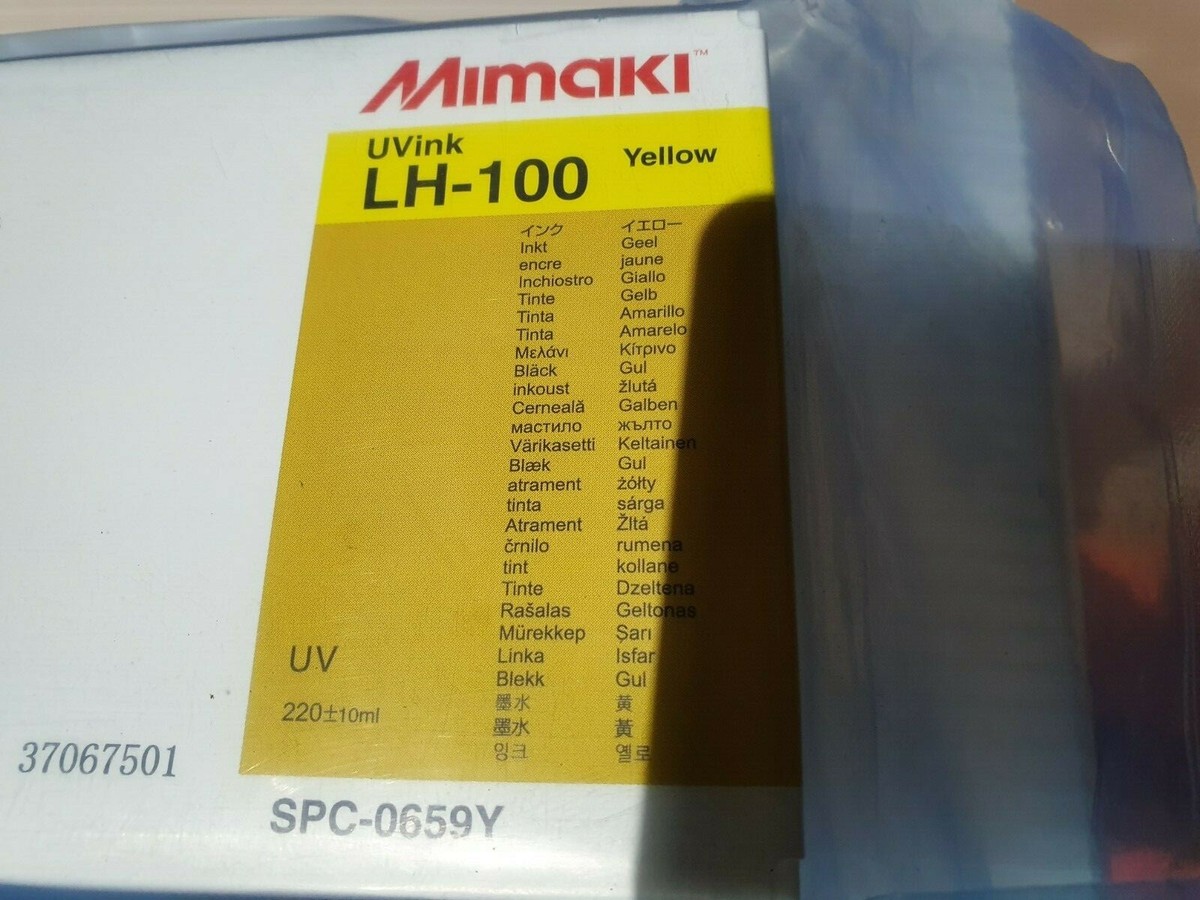 Mimaki™
UVink
LH-100 Yellow
インク イエロー
Inkt Geel
encre jaune
Inchiostro Giallo
Tinte Gelb
Tinta Amarillo
Tinta Amarelo
Μελάνι Κίτρινο
Bläck Gul
inkoust žlutá
Cerneală Galben
мастило жълто
Värikasetti Keltainen
Blæk Gul
atrament żółty
tinta sárga
Atrament Žltá
črnilo rumena
tint kollane
Tinte Dzeltena
Rašalas Geltonas
Mürekkep Şarı
Linka Isfar
Blekk Gul
墨水 黄
墨水 黃
잉크 옐로
UV
220±10ml
37067501
SPC-0659Y